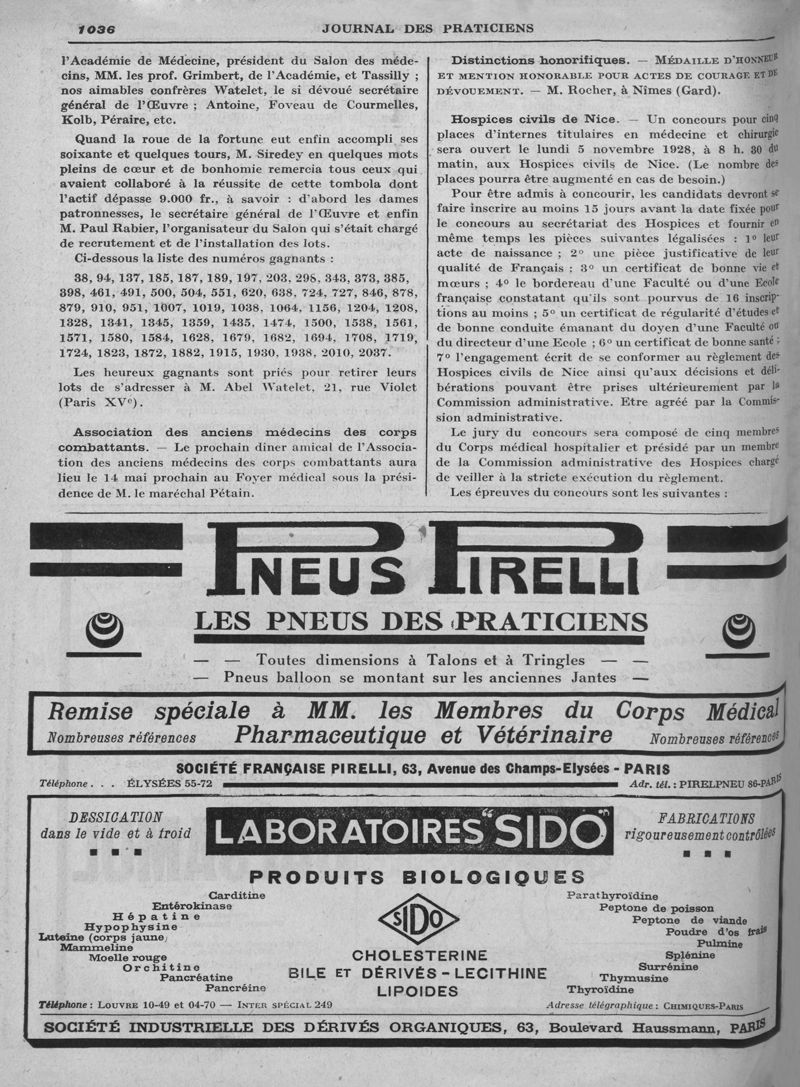 1036
JOURNAL DES PRATICIENS
l'Académie de Médecine, président du Salon des méde-
cins, MM. les prof. Grimbert, de l'Académie, et Tassilly ;
nos aimables confrères Watelet, le si dévoué secrétaire
général de l'Œuvre ; Antoine, Foveau de Courmelles,
Kolb, Péraire, etc.
Quand la roue de la fortune eut enfin accompli ses
soixante et quelques tours, M. Siredey en quelques mots
pleins de cœur et de bonhomie remercia tous ceux qui
avaient collaboré à la réussite de cette tombola dont
l'actif dépasse 9.000 fr., à savoir : d'abord les dames
patronnesses, le secrétaire général de l'Œuvre et enfin
M. Paul Rabier, l'organisateur du Salon qui s'était chargé
de recrutement et de l'installation des lots.
Ci-dessous la liste des numéros gagnants :
38, 94, 137, 185, 187, 189, 197, 203, 298, 343, 373, 385,
398, 461, 491, 500, 504, 551, 620, 638, 724, 727, 846, 878,
879, 910, 951, 1007, 1019, 1038, 1064, 1156, 1204, 1208,
1328, 1341, 1345, 1359, 1435, 1474, 1500, 1538, 1561,
1571, 1580, 1584, 1628, 1679, 1682, 1694, 1708, 1719,
1724, 1823, 1872, 1882, 1915, 1930, 1938, 2010, 2037.
Les heureux gagnants sont priés pour retirer leurs
lots de s'adresser à M. Abel Watelet, 21, rue Violet
(Paris XVe).
Association des anciens médecins des corps
combattants. — Le prochain diner amical de l'Associa-
tion des anciens médecins des corps combattants aura
lieu le 14 mai prochain au Foyer médical sous la prési-
dence de M. le maréchal Pétain.
Distinctions honorifiques. — MÉDAILLE D'HONNEUR
ET MENTION HONORABLE POUR ACTES DE COURAGE ET DE
DÉVOUEMENT. — M. Rocher, à Nîmes (Gard).
Hospices civils de Nice. — Un concours pour cinq
places d'internes titulaires en médecine et chirurgie
sera ouvert le lundi 5 novembre 1928, à 8 h. 30 du
matin, aux Hospices civils de Nice. (Le nombre des
places pourra être augmenté en cas de besoin.)
Pour être admis à concourir, les candidats devront se
faire inscrire au moins 15 jours avant la date fixée pour
le concours au secrétariat des Hospices et fournir en
même temps les pièces suivantes légalisées : 1° leur
acte de naissance ; 2° une pièce justificative de leur
qualité de Français ; 3° un certificat de bonne vie et
mœurs ; 4° le bordereau d'une Faculté ou d'une Ecole
française constatant qu'ils sont pourvus de 16 inscrip-
tions au moins ; 5° un certificat de régularité d'études et
de bonne conduite émanant du doyen d'une Faculté ou
du directeur d'une Ecole ; 6° un certificat de bonne santé ;
7° l'engagement écrit de se conformer au règlement des
Hospices civils de Nice ainsi qu'aux décisions et déli-
bérations pouvant être prises ultérieurement par la
Commission administrative. Etre agréé par la Commis-
sion administrative.
Le jury du concours sera composé de cinq membres
du Corps médical hospitalier et présidé par un membre
de la Commission administrative des Hospices chargé
de veiller à la stricte exécution du règlement.
Les épreuves du concours sont les suivantes :
PNEUS PIRELLI
LES PNEUS DES PRATICIENS
— — Toutes dimensions à Talons et à Tringles — —
— Pneus balloon se montant sur les anciennes Jantes —
Remise spéciale à MM. les Membres du Corps Médical
Nombreuses références Pharmaceutique et Vétérinaire Nombreuses références
SOCIÉTÉ FRANÇAISE PIRELLI, 63, Avenue des Champs-Elysées - PARIS
Téléphone . . . ÉLYSÉES 55-72
Adr. tél. : PIRELPNEU 86-PARIS
DESSICATION
dans le vide et à froid
LABORATOIRES "SIDO"
FABRICATIONS
rigoureusement contrôlées
PRODUITS BIOLOGIQUES
Carditine
Entérokinase
Hépatine
Hypophysine
Luteïne (corps jaune)
Mammeline
Moelle rouge
Orchitine
Pancréatine
Pancréine
SIDO
CHOLESTERINE
BILE ET DÉRIVÉS - LECITHINE
LIPOIDES
Parathyroïdine
Peptone de poisson
Peptone de viande
Poudre d'os frais
Pulmine
Splénine
Surrénine
Thymusine
Thyroïdine
Téléphone : LOUVRE 10-49 et 04-70 — INTER SPÉCIAL 249
Adresse télégraphique : CHIMIQUES-PARIS
SOCIÉTÉ INDUSTRIELLE DES DÉRIVÉS ORGANIQUES, 63, Boulevard Haussmann, PARIS